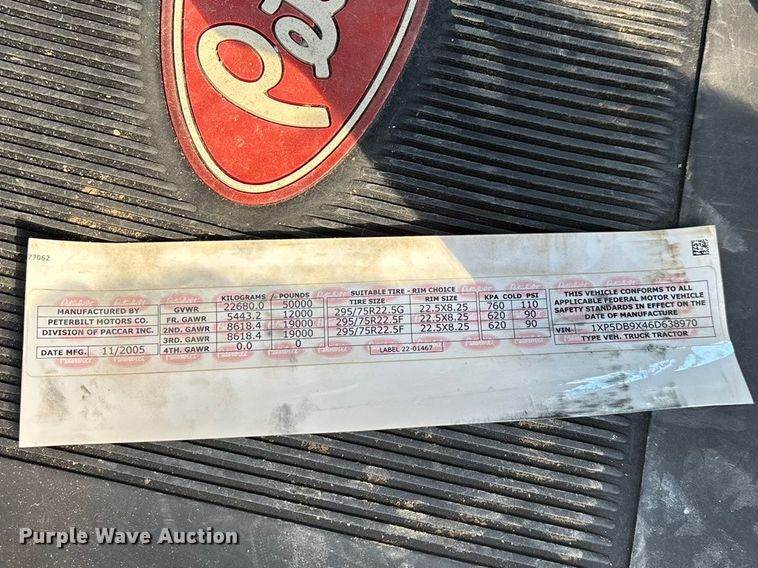 Pete
77062
MANUFACTURED BY
PETERBILT MOTORS CO.
DIVISION OF PACCAR INC.
DATE MFG. 11/2005
KILOGRAMS POUNDS
GVWR 22680.0 50000
FR. GAWR 5443.2 12000
2ND. GAWR 8618.4 19000
3RD. GAWR 8618.4 19000
4TH. GAWR 0.0 0
SUITABLE TIRE - RIM CHOICE
TIRE SIZE RIM SIZE KPA COLD PSI
295/75R22.5G 22.5X8.25 760 110
295/75R22.5F 22.5X8.25 620 90
295/75R22.5F 22.5X8.25 620 90
LABEL 22-01467
THIS VEHICLE CONFORMS TO ALL
APPLICABLE FEDERAL MOTOR VEHICLE
SAFETY STANDARDS IN EFFECT ON THE
DATE OF MANUFACTURE
VIN 1XP5DB9X46D638970
TYPE VEH. TRUCK TRACTOR
Purple Wave Auction